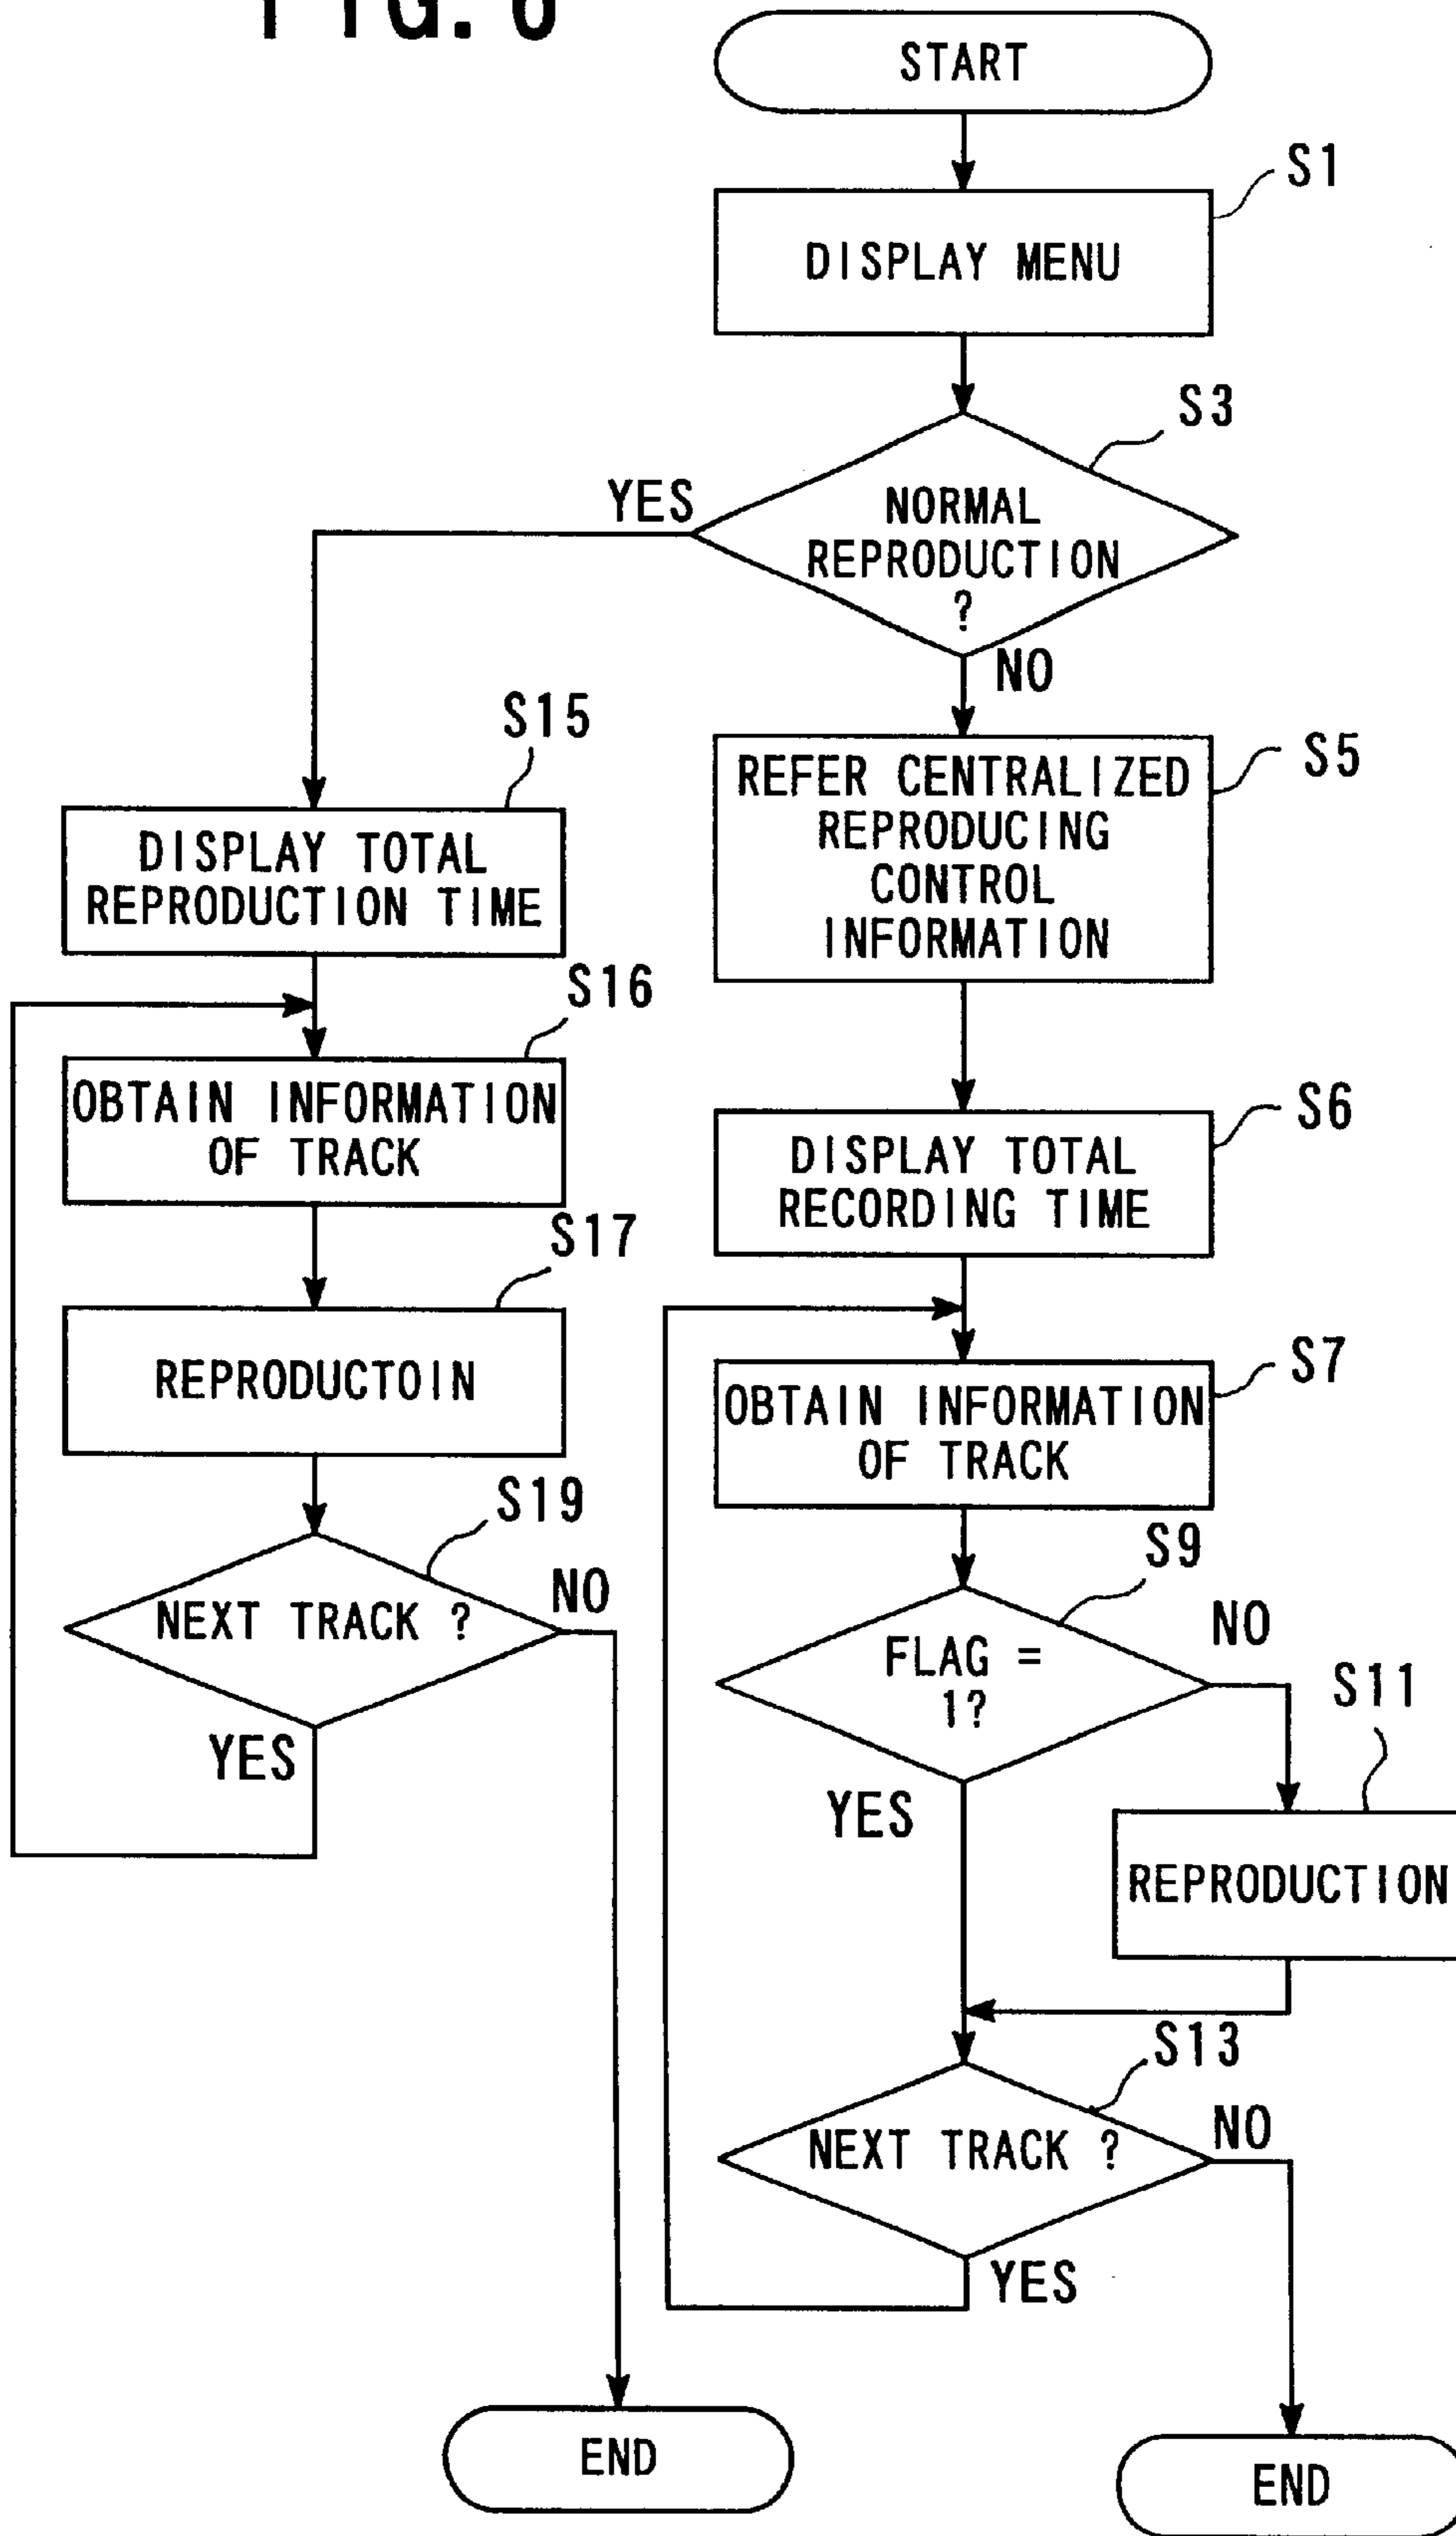 FIG. 6
START
S1
DISPLAY MENU
S3
YES
NORMAL
REPRODUCTION
?
NO
S15
DISPLAY TOTAL
REPRODUCTION TIME
S5
REFER CENTRALIZED
REPRODUCING
CONTROL
INFORMATION
S16
OBTAIN INFORMATION
OF TRACK
S6
DISPLAY TOTAL
RECORDING TIME
S17
REPRODUCTOIN
S7
OBTAIN INFORMATION
OF TRACK
S19
NEXT TRACK ?
NO
YES
S9
FLAG =
1?
NO
YES
S11
REPRODUCTION
S13
NEXT TRACK ?
NO
YES
END
END